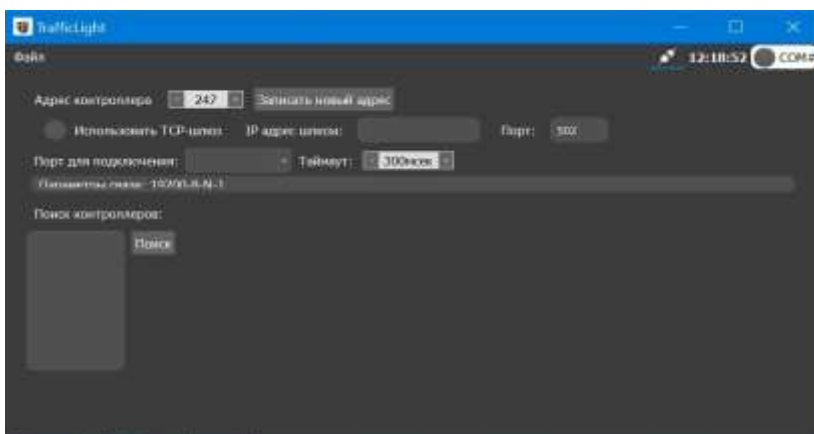 TrafficLight
Файл 12:18:52 COM
Адрес контроллера - 247 Записать новый адрес
Использовать TCP-шлюз IP адрес шлюза: Порт: 502
Порт для подключения: Таймаут: 300мсек
Параметры связи: 19200-8-N-1
Поиск контроллеров:
Поиск